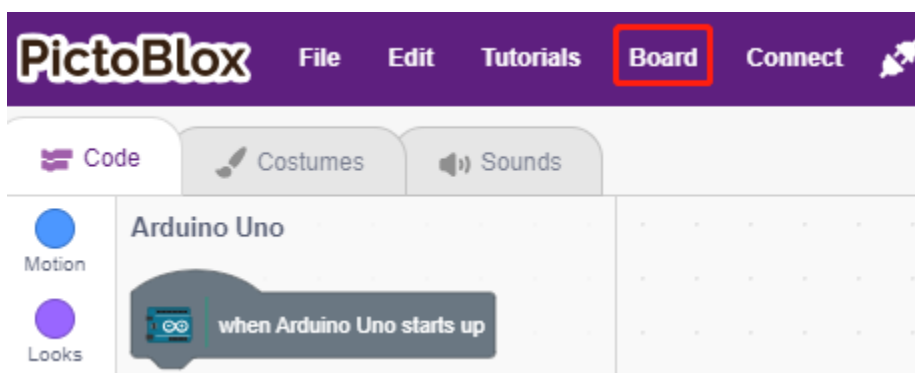 PictoBlox File Edit Tutorials Board Connect
Code Costumes Sounds
Arduino Uno
Motion
when Arduino Uno starts up
Looks